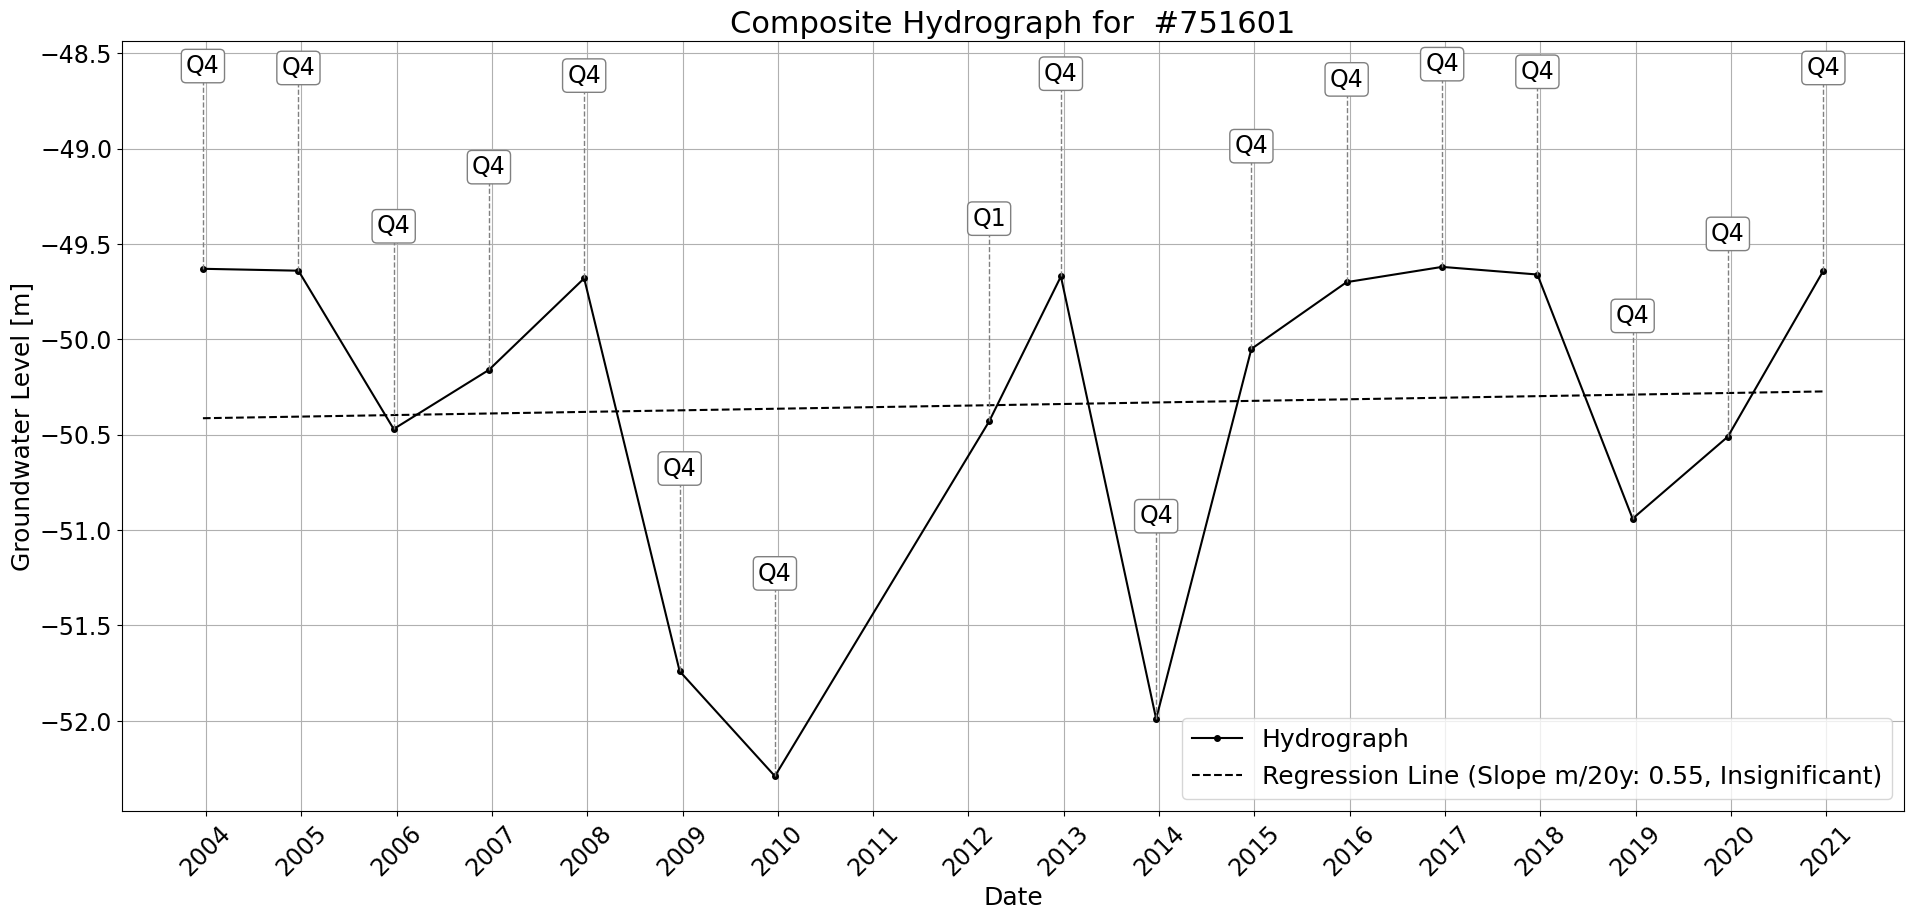 Composite Hydrograph for  #751601
−48.5
−49.0
−49.5
−50.0
−50.5
−51.0
−51.5
−52.0
Groundwater Level [m]
Q4
Q4
Q4
Q4
Q4
Q4
Q4
Q1
Q4
Q4
Q4
Q4
Q4
Q4
Q4
Q4
Q4
Hydrograph
Regression Line (Slope m/20y: 0.55, Insignificant)
2004
2005
2006
2007
2008
2009
2010
2011
2012
2013
2014
2015
2016
2017
2018
2019
2020
2021
Date